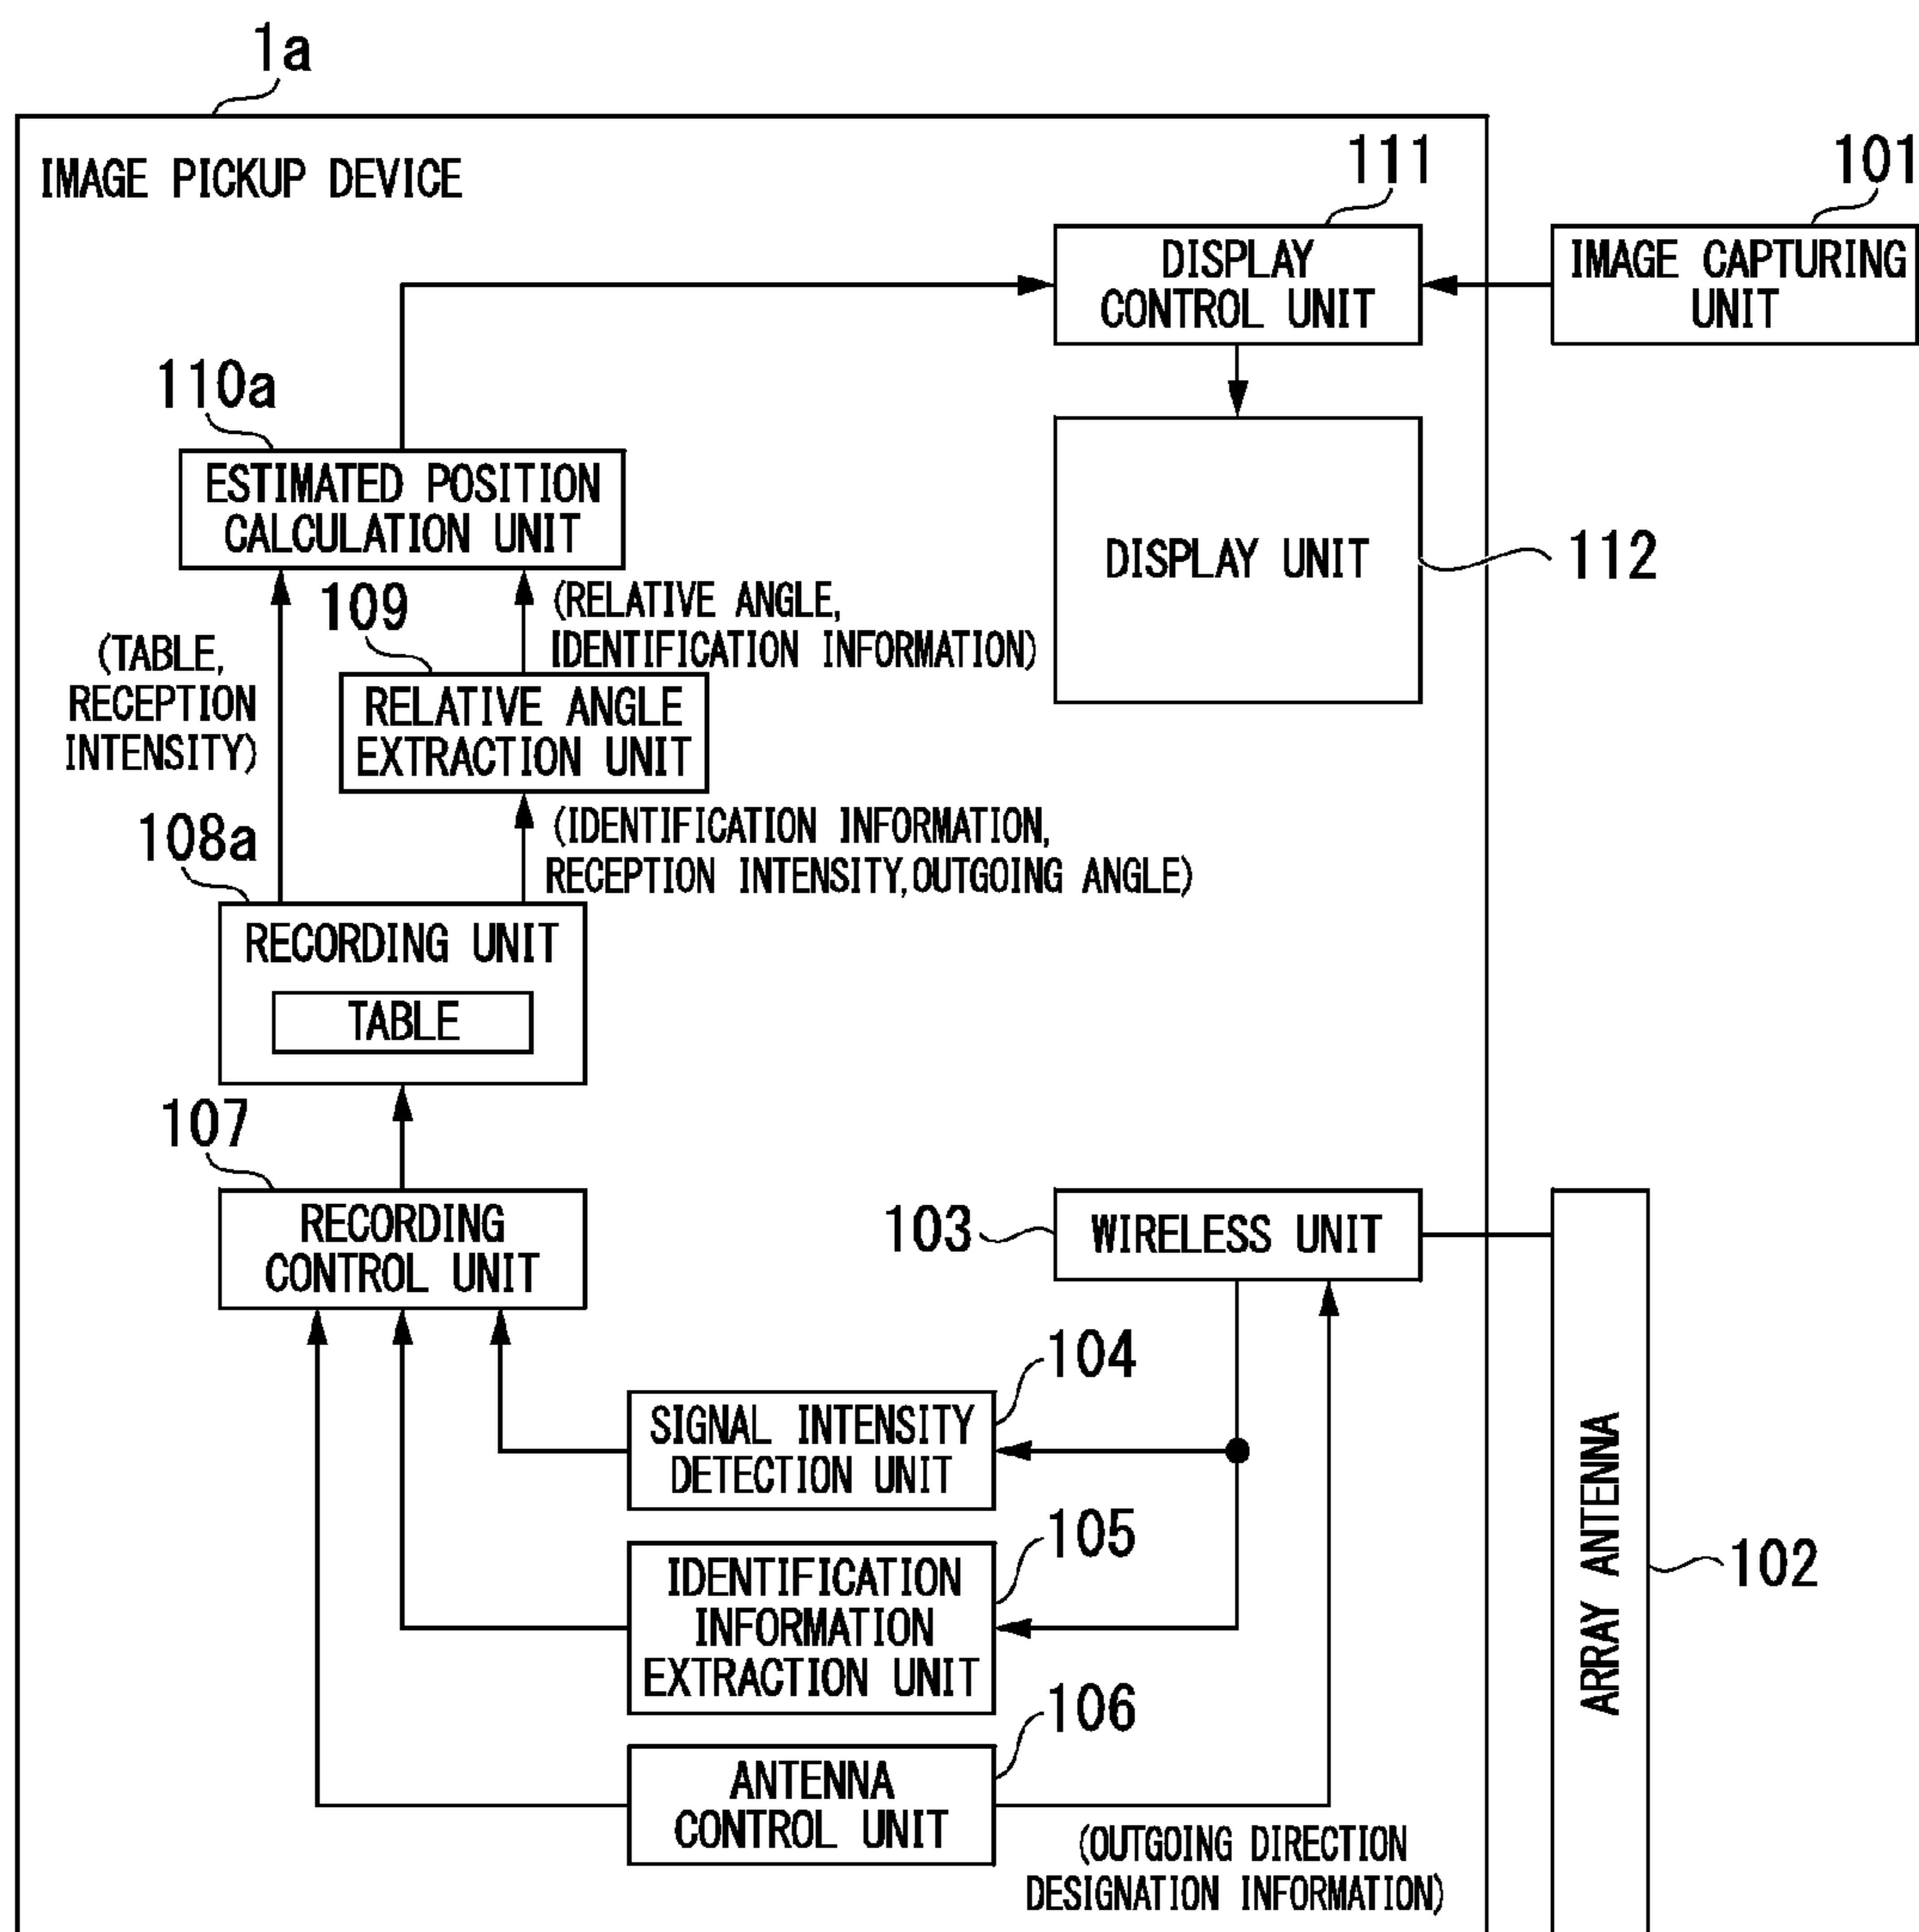 1a
IMAGE PICKUP DEVICE
111
101
DISPLAY
CONTROL UNIT
IMAGE CAPTURING
UNIT
110a
ESTIMATED POSITION
CALCULATION UNIT
DISPLAY UNIT
112
109
(RELATIVE ANGLE,
IDENTIFICATION INFORMATION)
(TABLE,
RECEPTION
INTENSITY)
RELATIVE ANGLE
EXTRACTION UNIT
108a
(IDENTIFICATION INFORMATION,
RECEPTION INTENSITY,OUTGOING ANGLE)
RECORDING UNIT
TABLE
107
RECORDING
CONTROL UNIT
103
WIRELESS UNIT
104
SIGNAL INTENSITY
DETECTION UNIT
105
IDENTIFICATION
INFORMATION
EXTRACTION UNIT
ARRAY ANTENNA
102
106
ANTENNA
CONTROL UNIT
(OUTGOING DIRECTION
DESIGNATION INFORMATION)